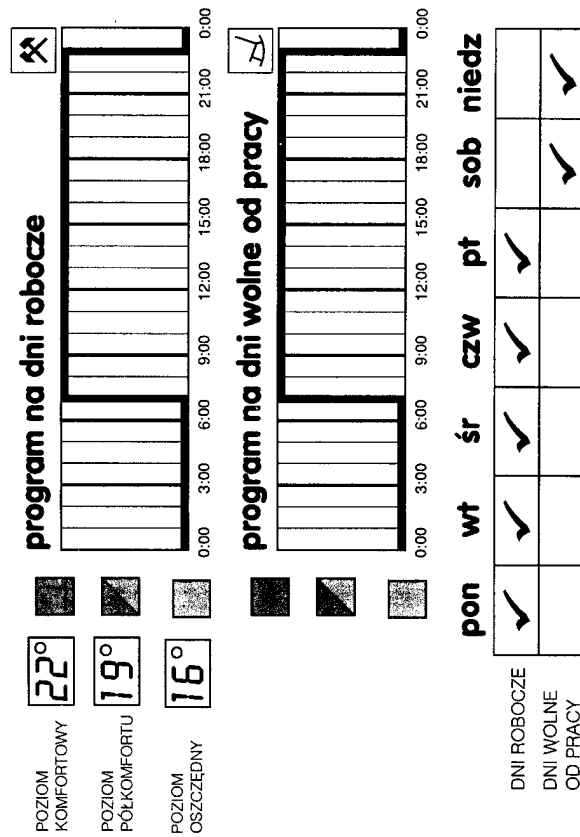 program na dni robocze
POZIOM
KOMFORTOWY
22°
POZIOM
PÓŁKOMFORTU
19°
POZIOM
OSZCZĘDNY
16°
0:00 3:00 6:00 9:00 12:00 15:00 18:00 21:00 0:00
program na dni wolne od pracy
0:00 3:00 6:00 9:00 12:00 15:00 18:00 21:00 0:00
pon wt śr czw pt sob niedz
DNI ROBOCZE
DNI WOLNE
OD PRACY